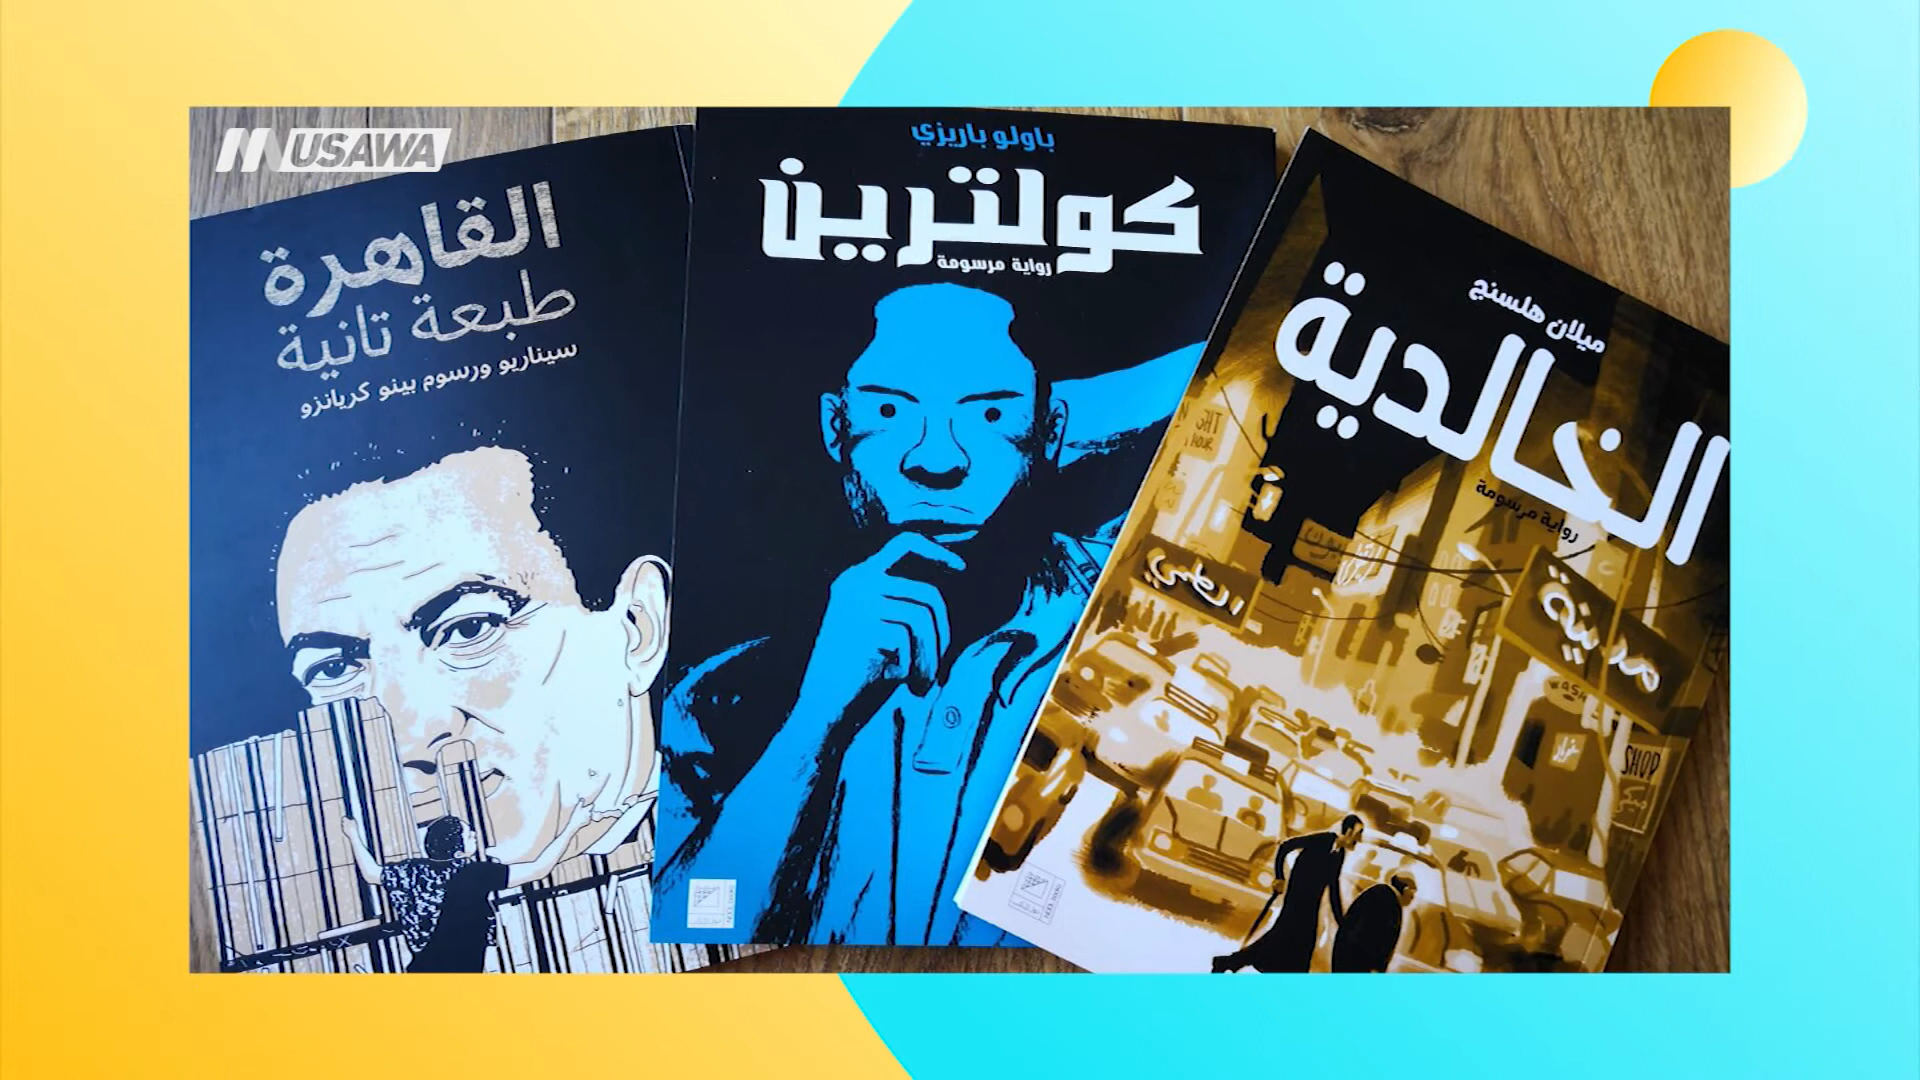 MUSAWA
القاهرة
طبعة تانية
سيناريو ورسوم بينو كريانزو
باولو باريزي
كولترين
رواية مرسومة
ميلان هلسنج
الخالدية
رواية مرسومة
مدينة
SHOP